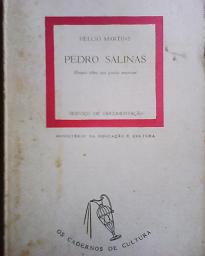 HÉLCIO MARTINS
PEDRO SALINAS
(Ensaio sôbre sua poesia amorosa)
SERVIÇO DE DOCUMENTAÇÃO
MINISTÉRIO DA EDUCAÇÃO E CULTURA
OS CADERNOS DE CULTURA